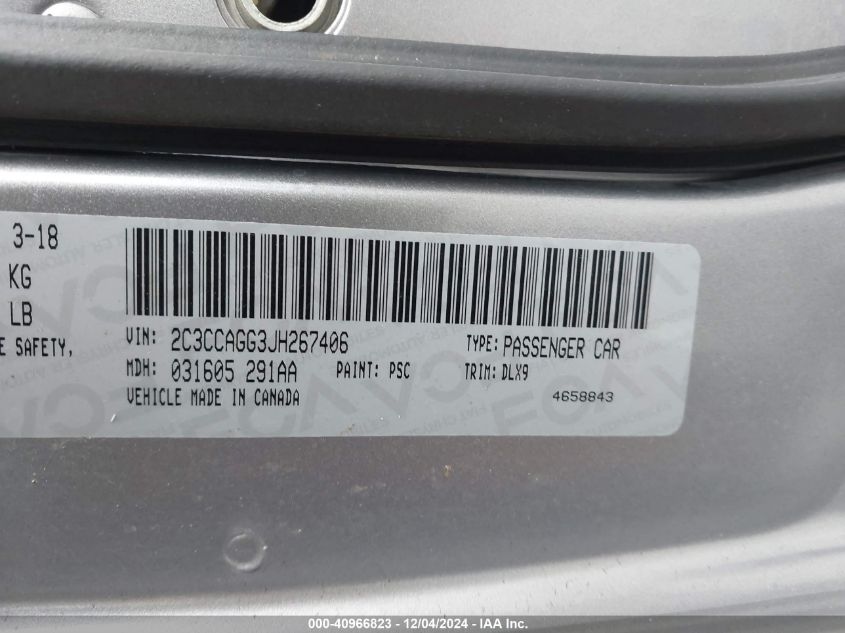 3-18
KG
LB
E SAFETY,
VIN: 2C3CCAGG3JH267406 TYPE: PASSENGER CAR
MDH: 031605 291AA PAINT: PSC TRIM: DLX9
VEHICLE MADE IN CANADA 4658843
000-40966823 - 12/04/2024 - IAA Inc.